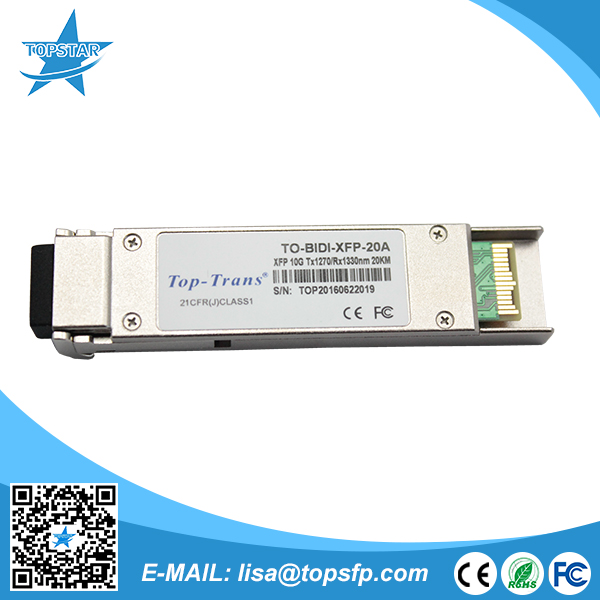 TOPSTAR
TO-BIDI-XFP-20A
XFP 10G Tx1270/Rx1330nm 20KM
Top-Trans®
S/N: TOP20160622019
21CFR(J)CLASS1
CE FC
E-MAIL: lisa@topsfp.com
CE RoHS FC